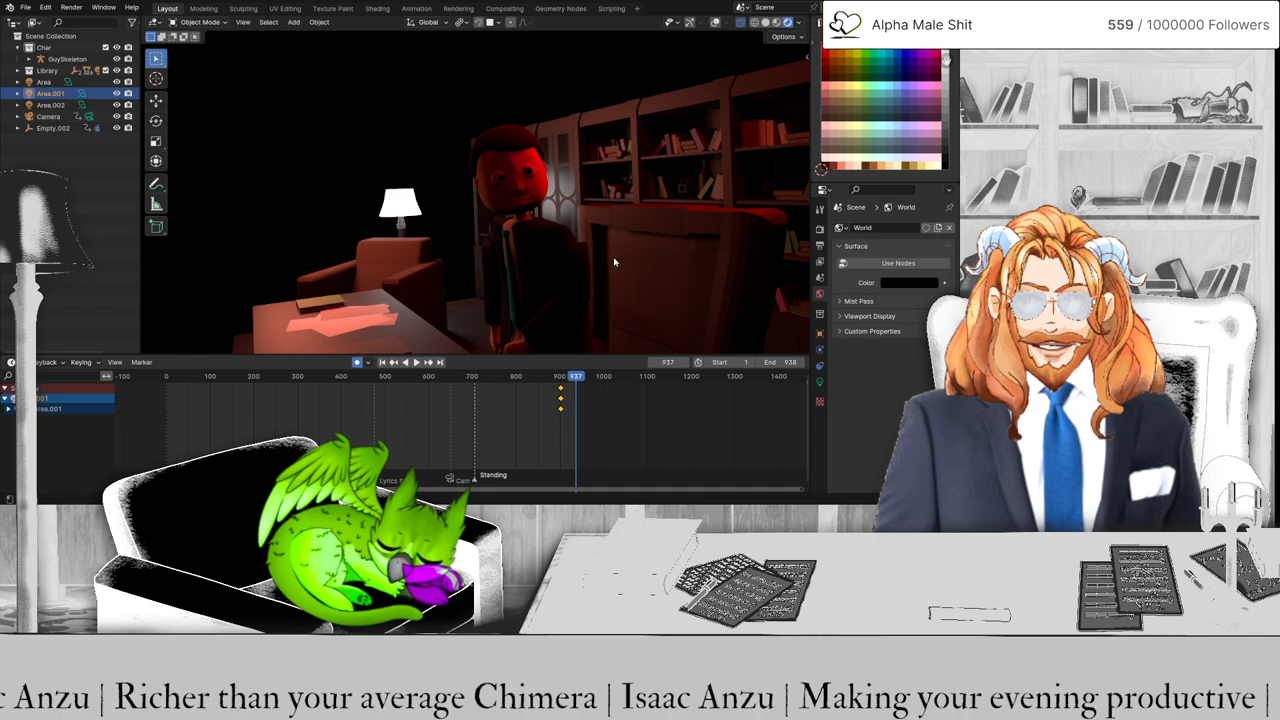 File Edit Render Window Help Layout Modeling Sculpting UV Editing Texture Paint Shading Animation Rendering Compositing Geometry Nodes Scripting Scene
Object Mode View Select Add Object Global
Options
Scene Collection
Char
GuySkeleton
Library
Area
Area.001
Area.002
Camera
Empty.002
Alpha Male Shit 559 / 1000000 Followers
Scene > World
World
Surface
Use Nodes
Color
Mist Pass
Viewport Display
Custom Properties
Keying View Marker 937 Start 1 End 938
-100 0 100 200 300 400 500 600 700 800 900 937 1000 1100 1200 1300 1400
Standing
Lyrics
Cam
c Anzu | Richer than your average Chimera | Isaac Anzu | Making your evening productive |